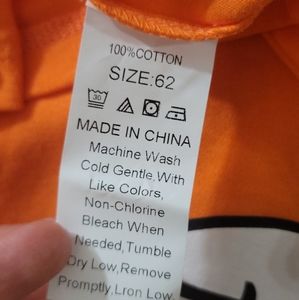 100%COTTON
SIZE:62
30
MADE IN CHINA
Machine Wash
Cold Gentle,With
Like Colors,
Non-Chlorine
Bleach When
Needed,Tumble
Dry Low,Remove
Promptly,Lron Low